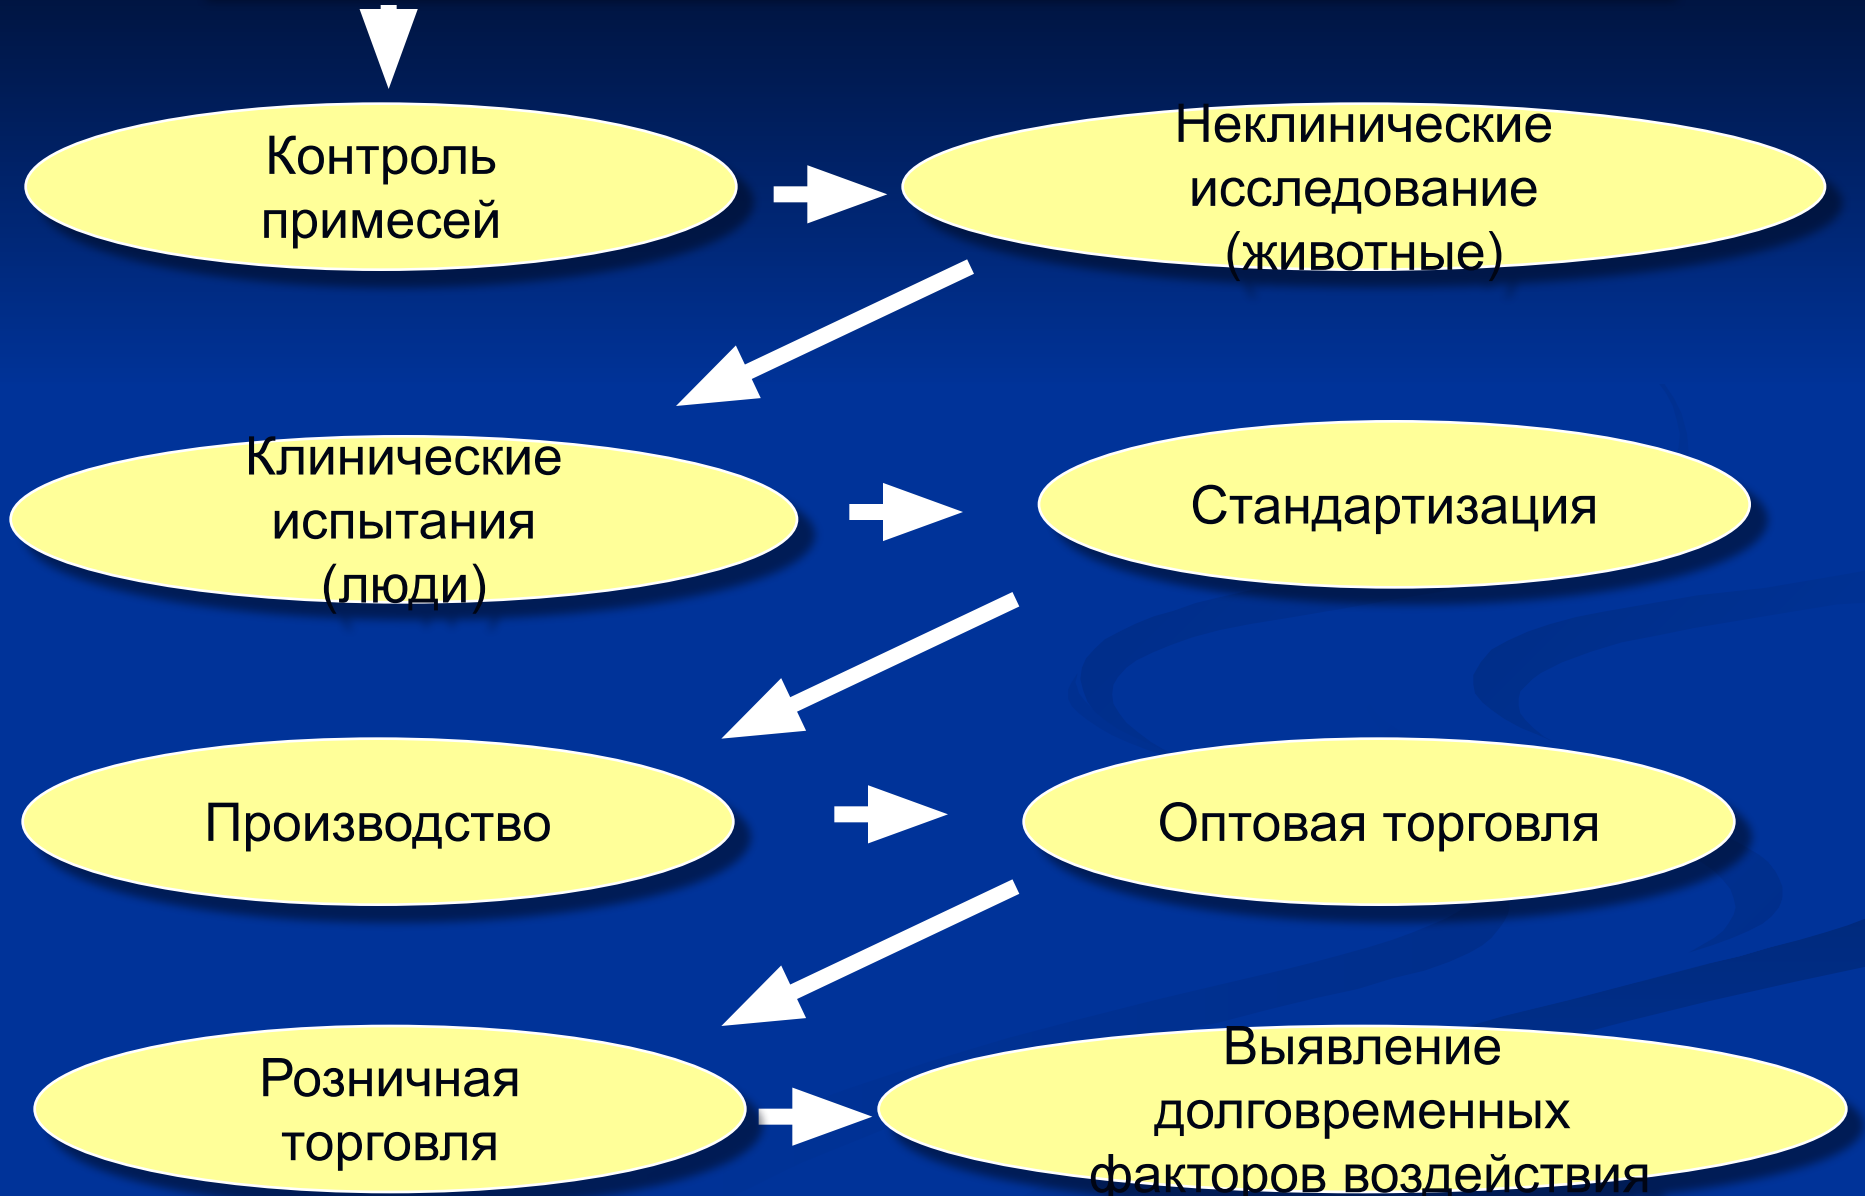 Контроль
примесей
Неклинические
исследование
(животные)
Клинические
испытания
(люди)
Стандартизация
Производство
Оптовая торговля
Розничная
торговля
Выявление
долговременных
факторов воздействия